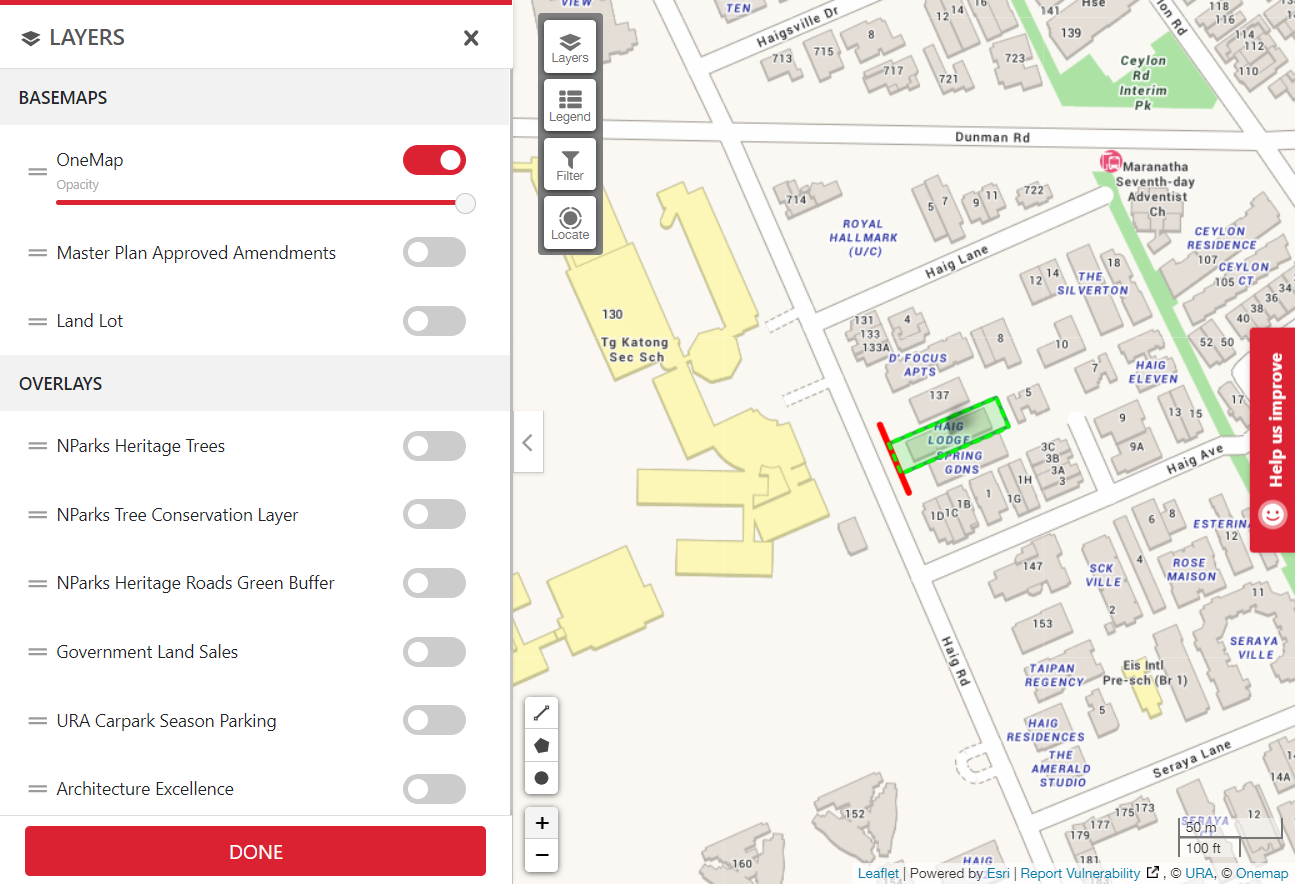 LAYERS
BASEMAPS
OneMap
Opacity
Master Plan Approved Amendments
Land Lot
OVERLAYS
NParks Heritage Trees
NParks Tree Conservation Layer
NParks Heritage Roads Green Buffer
Government Land Sales
URA Carpark Season Parking
Architecture Excellence
DONE
Layers
Legend
Filter
Locate
VIEW
TEN
Haigsville Dr
713
715
8
717
721
723
12
14
16
141
Hse
139
lon Rd
118
116
114
112
110
Ceylon
Rd
Interim
Pk
Dunman Rd
Maranatha
Seventh-day
Adventist
Ch
714
5
7
9
11
722
ROYAL
HALLMARK
(U/C)
Haig Lane
CEYLON
RESIDENCE
107
CEYLON
105
CT
34
36
38
40
12
14
THE
SILVERTON
18
130
Tg Katong
Sec Sch
131
133
133A
4
D' FOCUS
APTS
8
10
52
50
7
HAIG
ELEVEN
137
5
HAIG
LODGE
SPRING
GDNS
17
13
15
9
9A
3C
3B
3A
3
1H
1G
1
1B
1C
1D
Haig Ave
Help us improve
6
8
ESTERINA
12
147
SCK
VILLE
4
2
ROSE
MAISON
11
153
SERAYA
VILLE
Haig Rd
TAIPAN
REGENCY
Eis Intl
Pre-sch (Br 1)
5
HAIG
RESIDENCES
THE
AMERALD
STUDIO
Seraya Lane
14A
152
160
154
173
175
177
179
181
SERAYA
HAIG
50 m
100 ft
+
−
Leaflet | Powered by Esri | Report Vulnerability , © URA, © Onemap